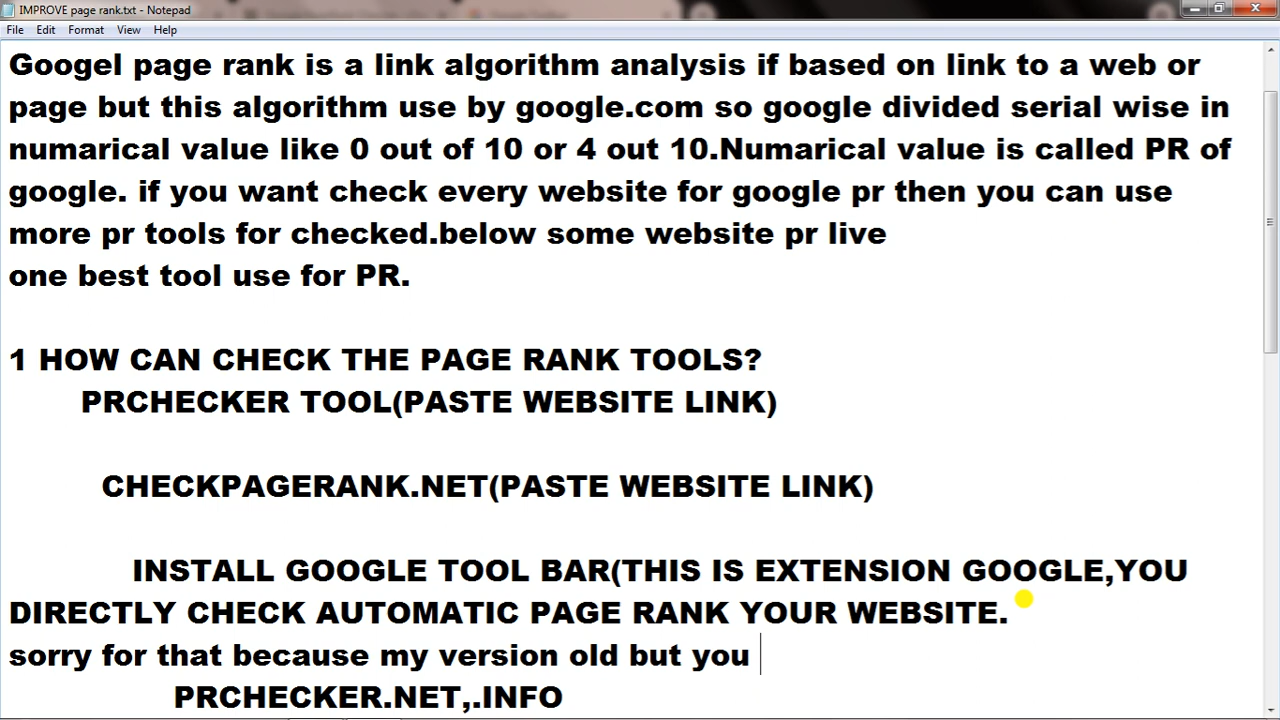 IMPROVE page rank.txt - Notepad
File Edit Format View Help
Googel page rank is a link algorithm analysis if based on link to a web or
page but this algorithm use by google.com so google divided serial wise in
numarical value like 0 out of 10 or 4 out 10.Numarical value is called PR of
google. if you want check every website for google pr then you can use
more pr tools for checked.below some website pr live
one best tool use for PR.
1 HOW CAN CHECK THE PAGE RANK TOOLS?
PRCHECKER TOOL(PASTE WEBSITE LINK)
CHECKPAGERANK.NET(PASTE WEBSITE LINK)
INSTALL GOOGLE TOOL BAR(THIS IS EXTENSION GOOGLE,YOU
DIRECTLY CHECK AUTOMATIC PAGE RANK YOUR WEBSITE.
sorry for that because my version old but you
PRCHECKER.NET,.INFO